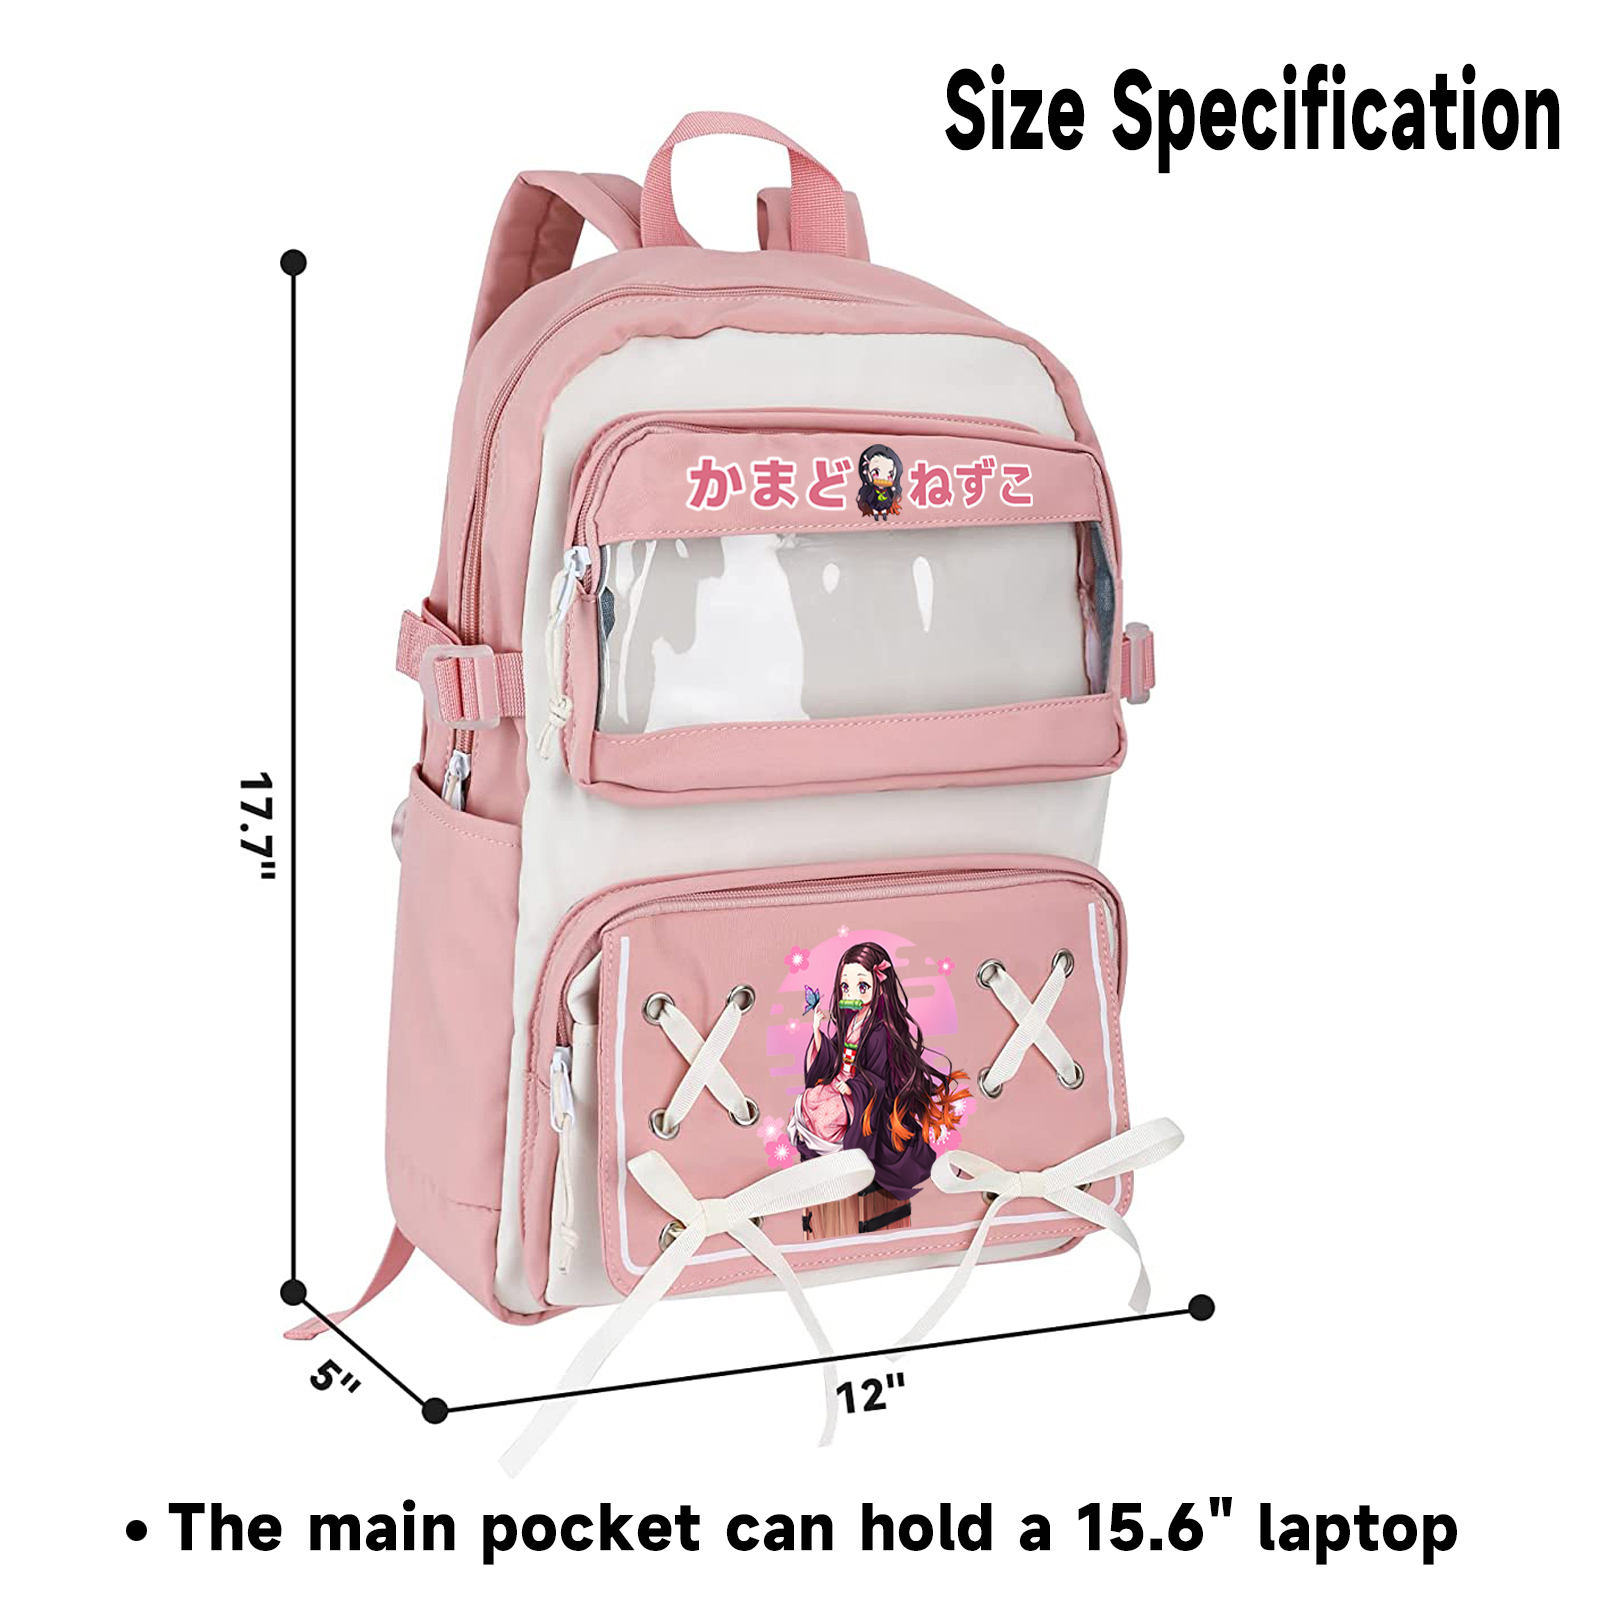 Size Specification
かまどねずこ
17.7"
5"
12"
• The main pocket can hold a 15.6" laptop